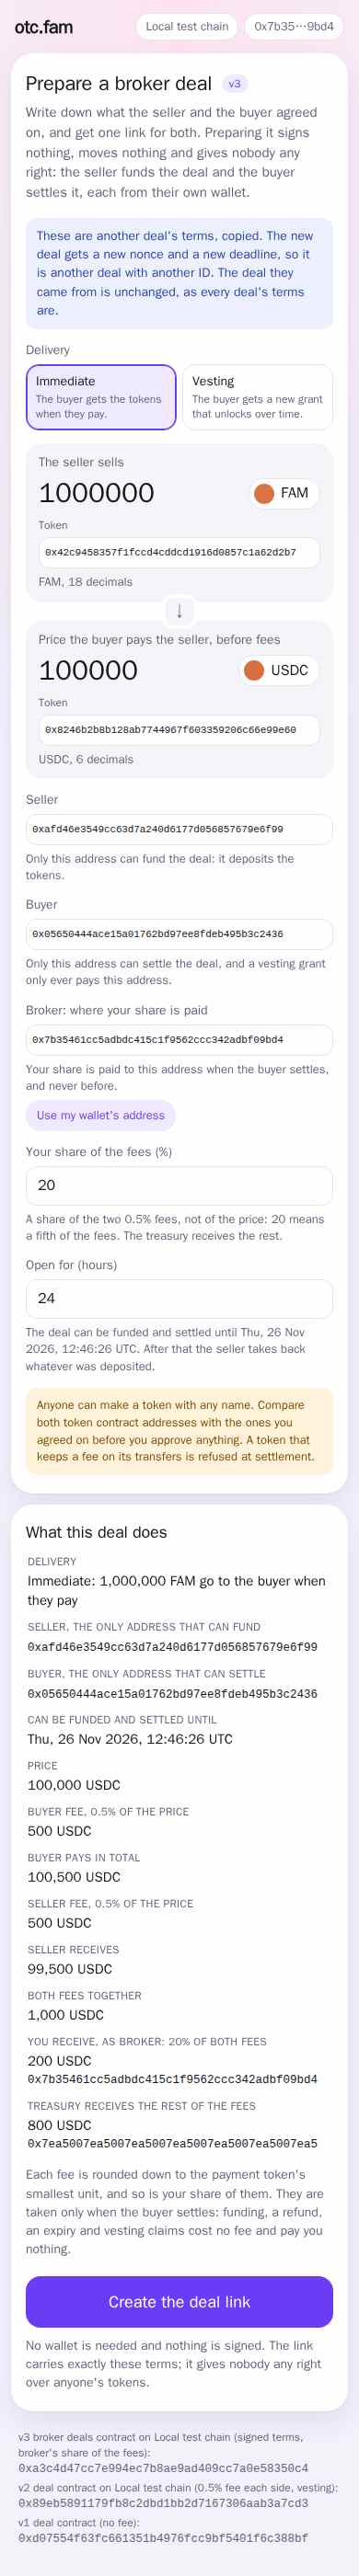 otc.fam
Local test chain
0x7b35···9bd4
Prepare a broker deal v3
Write down what the seller and the buyer agreed
on, and get one link for both. Preparing it signs
nothing, moves nothing and gives nobody any
right: the seller funds the deal and the buyer
settles it, each from their own wallet.
These are another deal's terms, copied. The new
deal gets a new nonce and a new deadline, so it
is another deal with another ID. The deal they
came from is unchanged, as every deal's terms
are.
Delivery
Immediate
The buyer gets the tokens
when they pay.
Vesting
The buyer gets a new grant
that unlocks over time.
The seller sells
1000000
FAM
Token
0x42c9458357f1fccd4cddcd1916d0857c1a62d2b7
FAM, 18 decimals
↓
Price the buyer pays the seller, before fees
100000
USDC
Token
0x8246b2b8b128ab7744967f603359206c66e99e60
USDC, 6 decimals
Seller
0xafd46e3549cc63d7a240d6177d056857679e6f99
Only this address can fund the deal: it deposits the
tokens.
Buyer
0x05650444ace15a01762bd97ee8fdeb495b3c2436
Only this address can settle the deal, and a vesting grant
only ever pays this address.
Broker: where your share is paid
0x7b35461cc5adbdc415c1f9562ccc342adbf09bd4
Your share is paid to this address when the buyer settles,
and never before.
Use my wallet's address
Your share of the fees (%)
20
A share of the two 0.5% fees, not of the price: 20 means
a fifth of the fees. The treasury receives the rest.
Open for (hours)
24
The deal can be funded and settled until Thu, 26 Nov
2026, 12:46:26 UTC. After that the seller takes back
whatever was deposited.
Anyone can make a token with any name. Compare
both token contract addresses with the ones you
agreed on before you approve anything. A token that
keeps a fee on its transfers is refused at settlement.
What this deal does
DELIVERY
Immediate: 1,000,000 FAM go to the buyer when
they pay
SELLER, THE ONLY ADDRESS THAT CAN FUND
0xafd46e3549cc63d7a240d6177d056857679e6f99
BUYER, THE ONLY ADDRESS THAT CAN SETTLE
0x05650444ace15a01762bd97ee8fdeb495b3c2436
CAN BE FUNDED AND SETTLED UNTIL
Thu, 26 Nov 2026, 12:46:26 UTC
PRICE
100,000 USDC
BUYER FEE, 0.5% OF THE PRICE
500 USDC
BUYER PAYS IN TOTAL
100,500 USDC
SELLER FEE, 0.5% OF THE PRICE
500 USDC
SELLER RECEIVES
99,500 USDC
BOTH FEES TOGETHER
1,000 USDC
YOU RECEIVE, AS BROKER: 20% OF BOTH FEES
200 USDC
0x7b35461cc5adbdc415c1f9562ccc342adbf09bd4
TREASURY RECEIVES THE REST OF THE FEES
800 USDC
0x7ea5007ea5007ea5007ea5007ea5007ea5007ea5
Each fee is rounded down to the payment token's
smallest unit, and so is your share of them. They are
taken only when the buyer settles: funding, a refund,
an expiry and vesting claims cost no fee and pay you
nothing.
Create the deal link
No wallet is needed and nothing is signed. The link
carries exactly these terms; it gives nobody any right
over anyone's tokens.
v3 broker deals contract on Local test chain (signed terms,
broker's share of the fees):
0xa3c4d47cc7e994ec7b8ae9ad409cc7a0e58350c4
v2 deal contract on Local test chain (0.5% fee each side, vesting):
0x89eb5891179fb8c2dbd1bb2d7167306aab3a7cd3
v1 deal contract (no fee):
0xd07554f63fc661351b4976fcc9bf5401f6c388bf